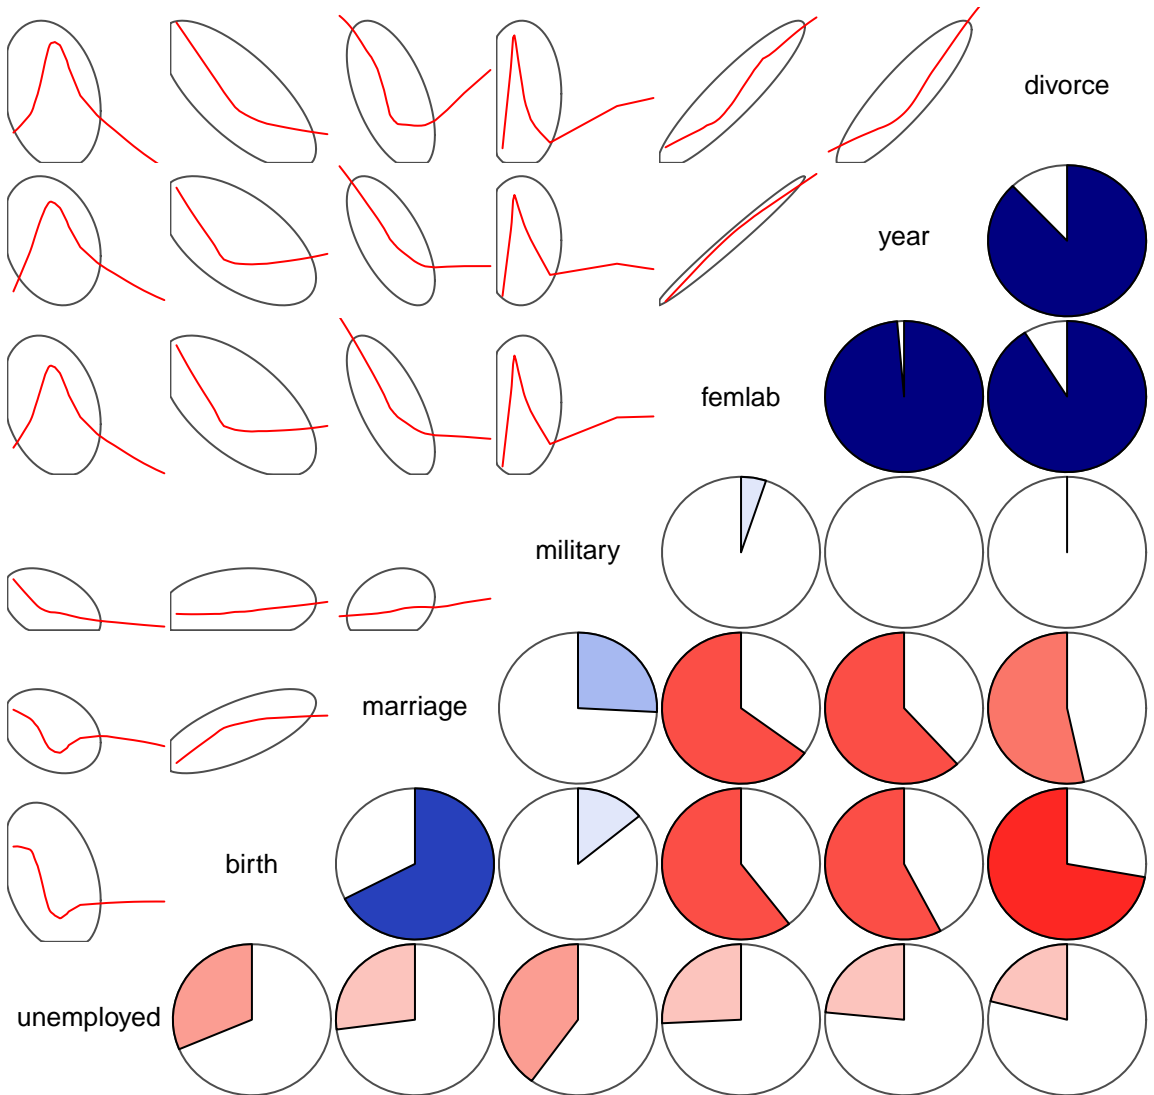 divorce
year
femlab
military
marriage
birth
unemployed